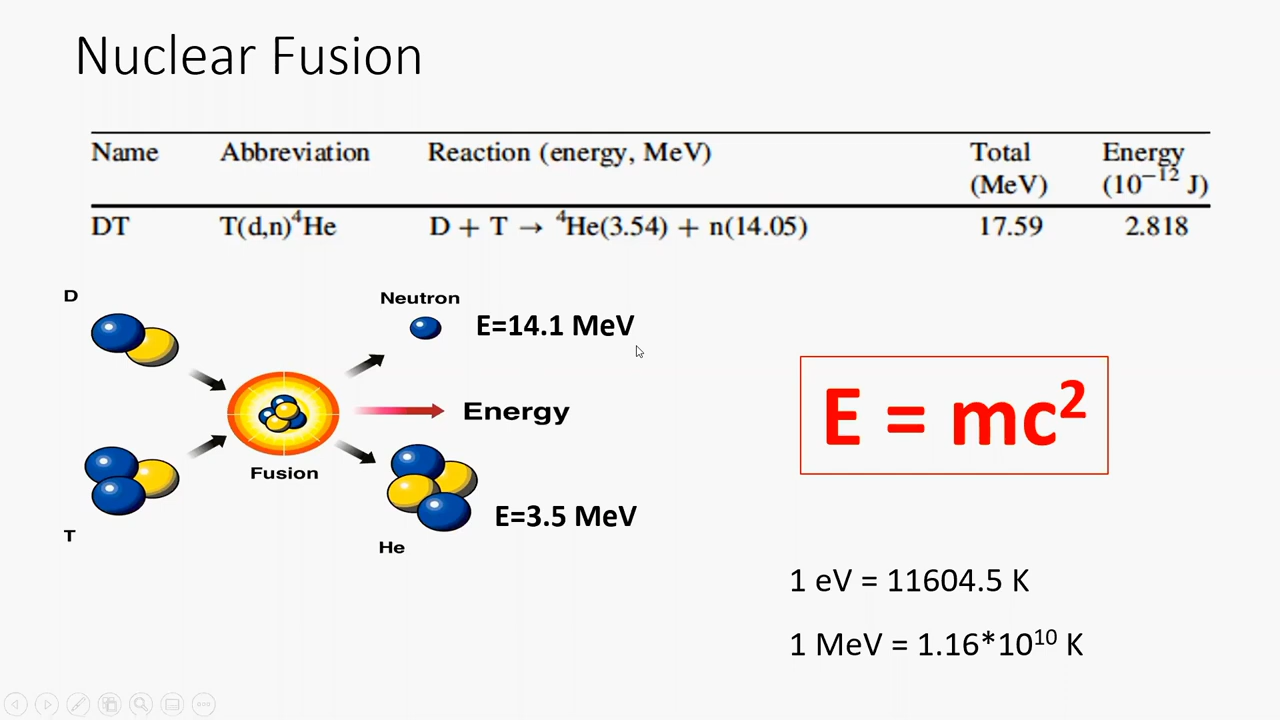 Nuclear Fusion
Name Abbreviation Reaction (energy, MeV) Total (MeV) Energy (10⁻¹² J)
DT T(d,n)⁴He D + T → ⁴He(3.54) + n(14.05) 17.59 2.818
D
Neutron
E=14.1 MeV
E = mc²
Energy
Fusion
E=3.5 MeV
T
He
1 eV = 11604.5 K
1 MeV = 1.16*10¹⁰ K